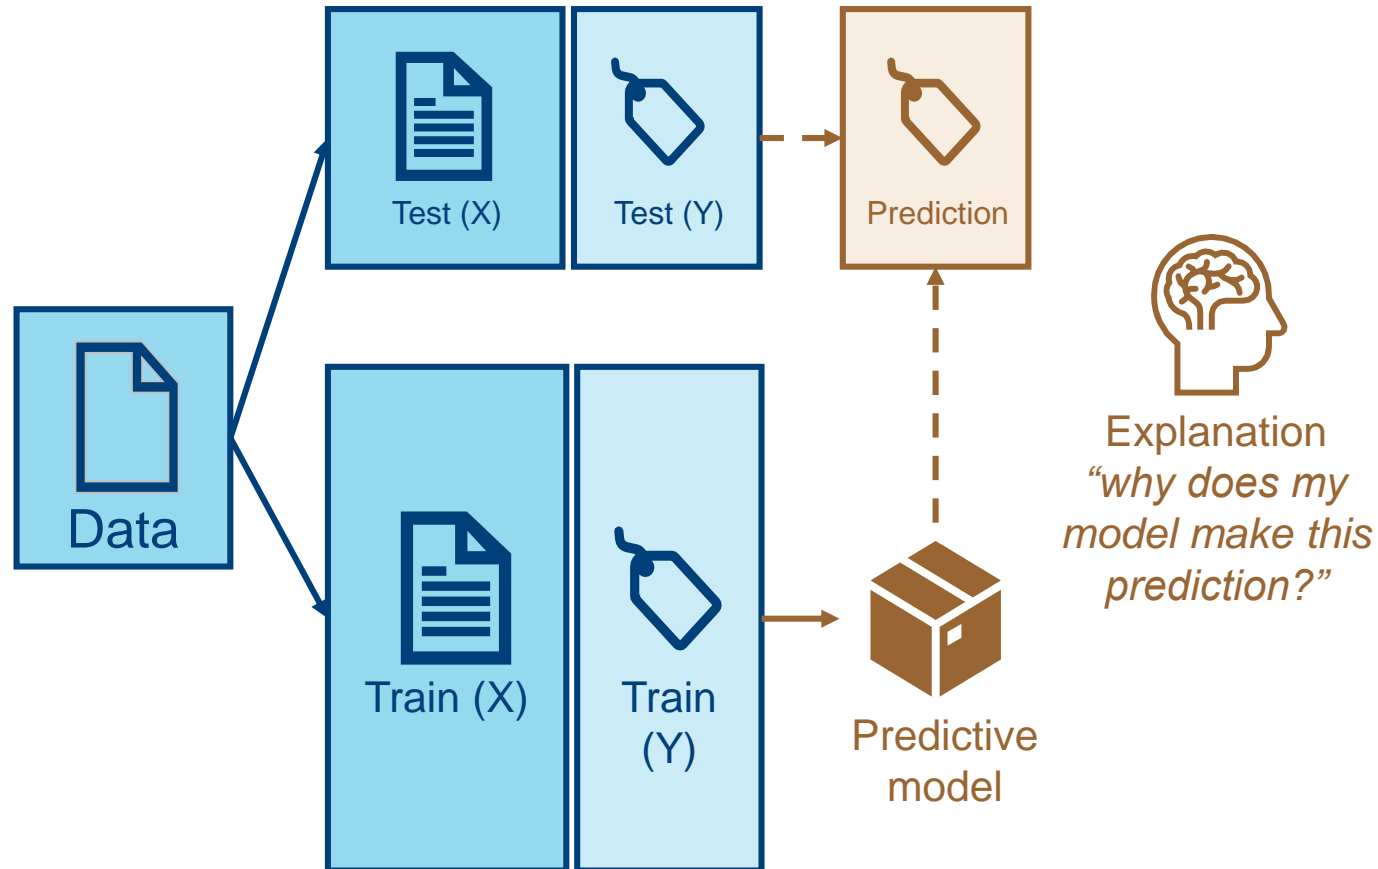 Test (X)
Test (Y)
Prediction
Data
Train (X)
Train
(Y)
Predictive
model
Explanation
“why does my
model make this
prediction?”